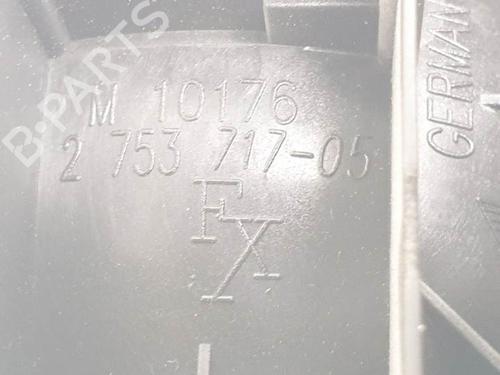 M 10176
2 753 717-05
FX
GERMAN
B-PARTS